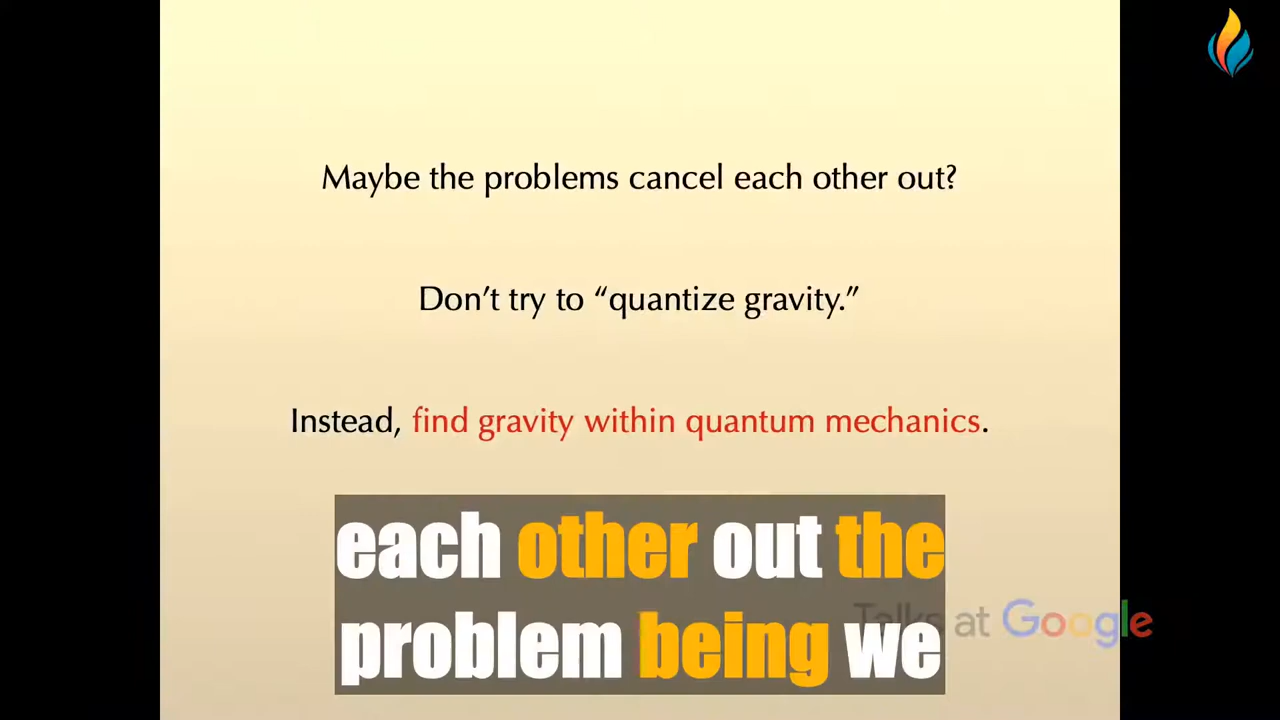 Maybe the problems cancel each other out?
Don’t try to “quantize gravity.”
Instead, find gravity within quantum mechanics.
each other out the
problem being we
Talks at Google